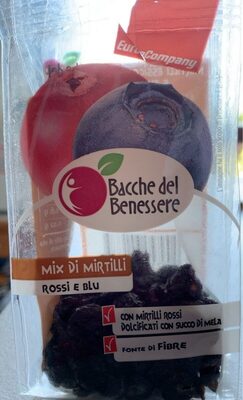 EuroCompany
Bacche del
Benessere
MIX DI MIRTILLI
ROSSI E BLU
CON MIRTILLI ROSSI
DOLCIFICATI CON SUCCO DI MELA
FONTE DI FIBRE